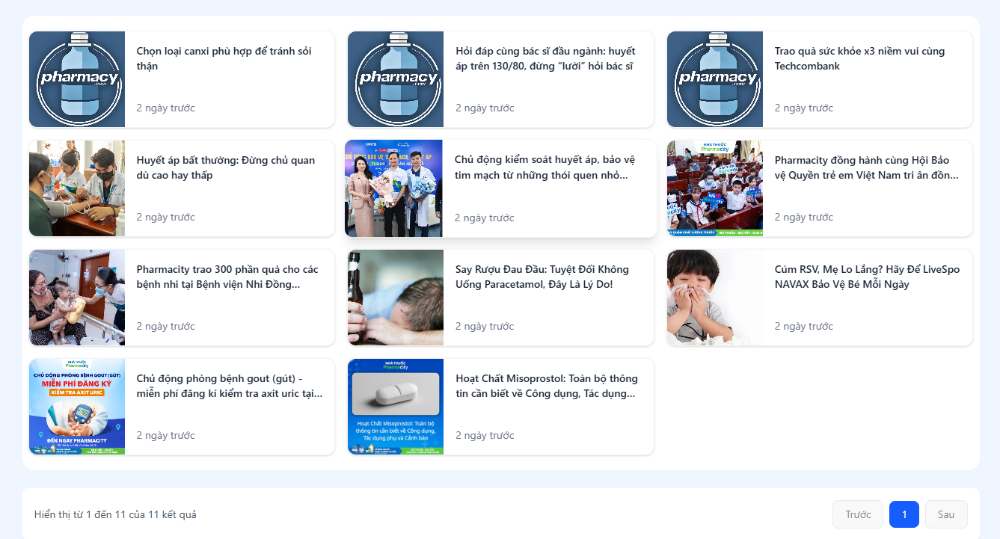 pharmacy
.com
Chọn loại canxi phù hợp để tránh sỏi
thận
2 ngày trước
pharmacy
.com
Hỏi đáp cùng bác sĩ đầu ngành: huyết
áp trên 130/80, đừng “lười” hỏi bác sĩ
2 ngày trước
pharmacy
.com
Trao quà sức khỏe x3 niềm vui cùng
Techcombank
2 ngày trước
Huyết áp bất thường: Đừng chủ quan
dù cao hay thấp
2 ngày trước
Chủ động kiểm soát huyết áp, bảo vệ
tim mạch từ những thói quen nhỏ...
2 ngày trước
NHÀ THUỐC
Pharmacity
Pharmacity đồng hành cùng Hội Bảo
vệ Quyền trẻ em Việt Nam tri ân đồn...
2 ngày trước
Pharmacity trao 300 phần quà cho các
bệnh nhi tại Bệnh viện Nhi Đồng...
2 ngày trước
Say Rượu Đau Đầu: Tuyệt Đối Không
Uống Paracetamol, Đây Là Lý Do!
2 ngày trước
Cúm RSV, Mẹ Lo Lắng? Hãy Để LiveSpo
NAVAX Bảo Vệ Bé Mỗi Ngày
2 ngày trước
NHÀ THUỐC
Pharmacity
CHỦ ĐỘNG PHÒNG BỆNH GOUT (GÚT)
MIỄN PHÍ ĐĂNG KÝ
KIỂM TRA AXIT URIC
ĐẾN NGAY PHARMACITY
Chủ động phòng bệnh gout (gút) -
miễn phí đăng kí kiểm tra axit uric tại...
2 ngày trước
NHÀ THUỐC
Pharmacity
Hoạt Chất Misoprostol: Toàn bộ
thông tin cần biết về Công dụng,
Tác dụng phụ và Cảnh báo
Hoạt Chất Misoprostol: Toàn bộ thông
tin cần biết về Công dụng, Tác dụng...
2 ngày trước
Hiển thị từ 1 đến 11 của 11 kết quả
Trước
1
Sau